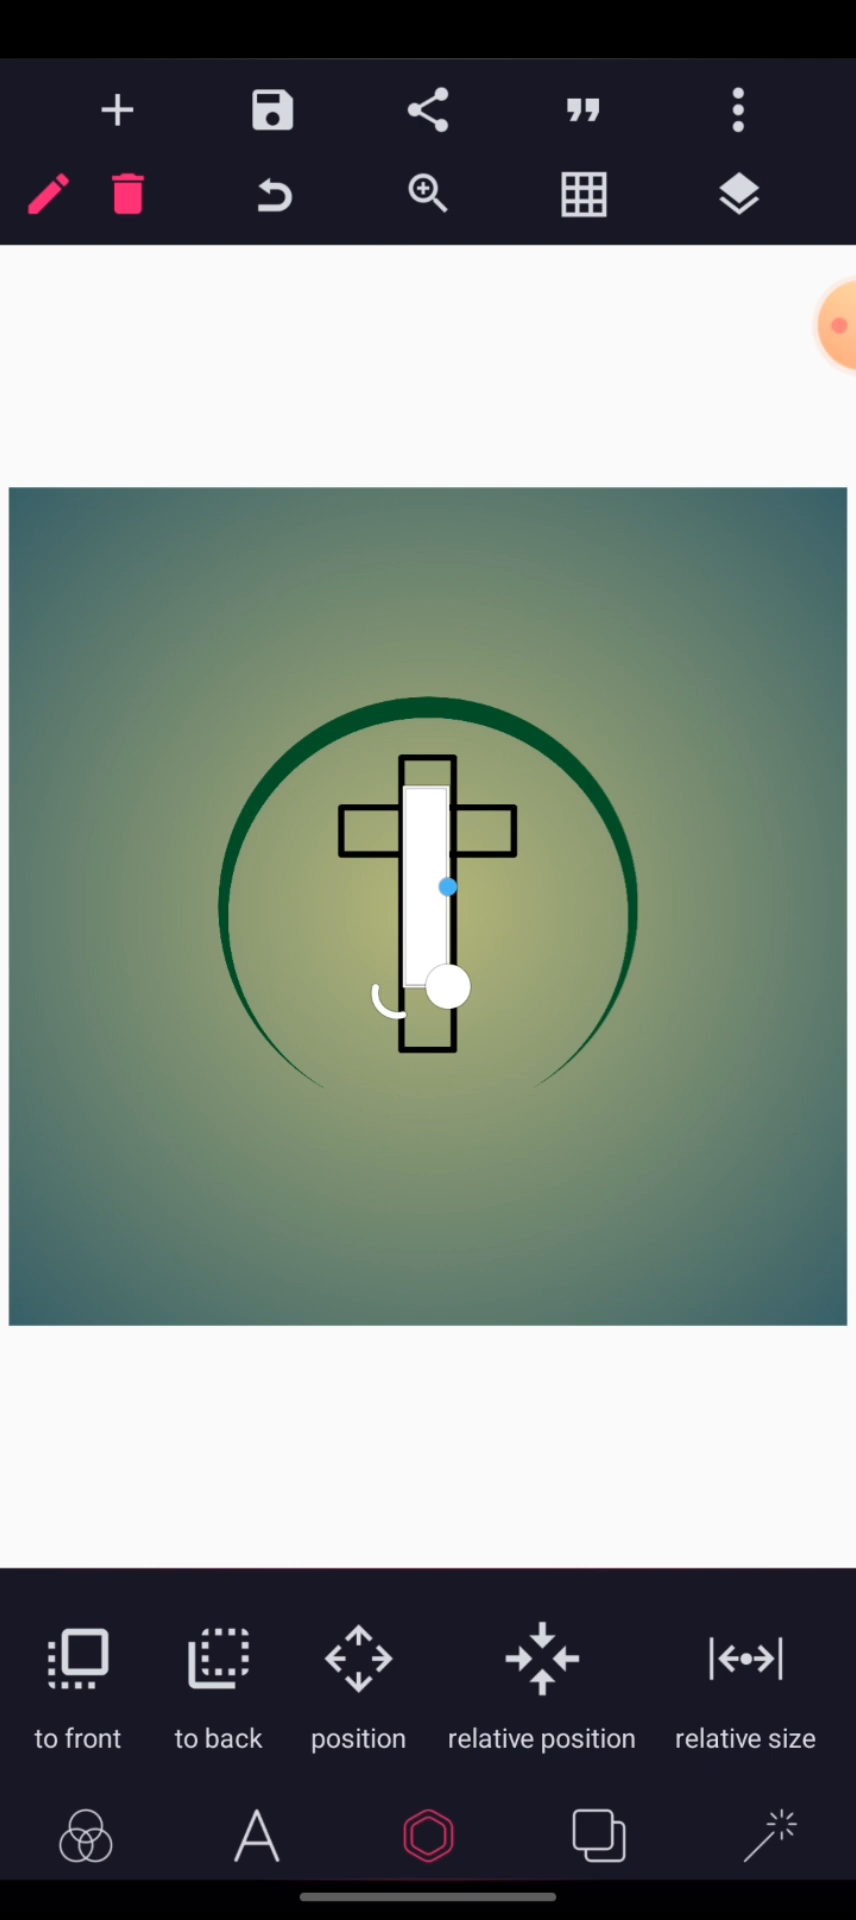 to front
to back
position
relative position
relative size